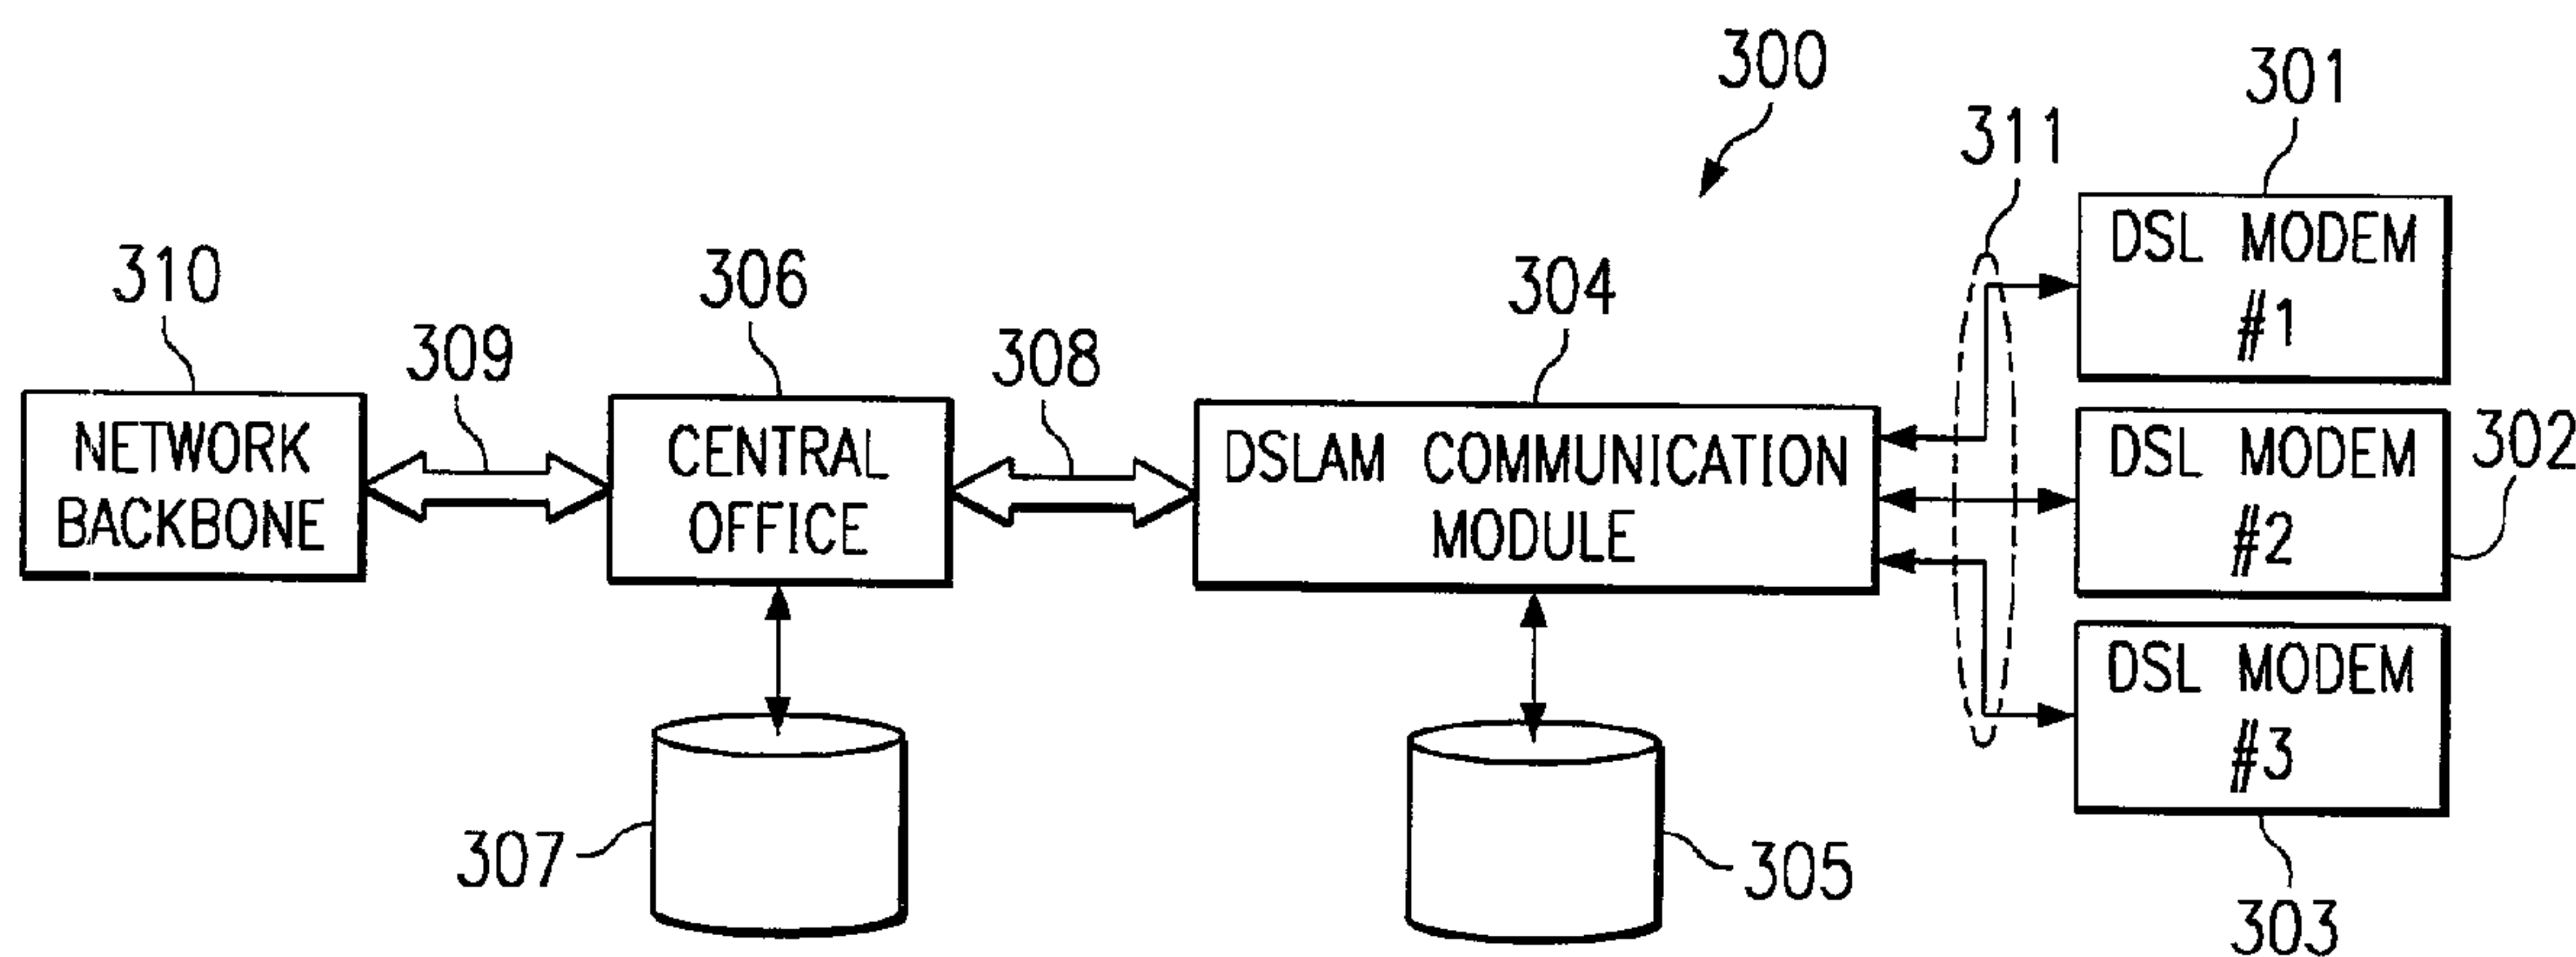 300
301
311
310
309
306
308
304
302
DSL MODEM
#1
NETWORK
BACKBONE
CENTRAL
OFFICE
DSLAM COMMUNICATION
MODULE
DSL MODEM
#2
DSL MODEM
#3
307
305
303